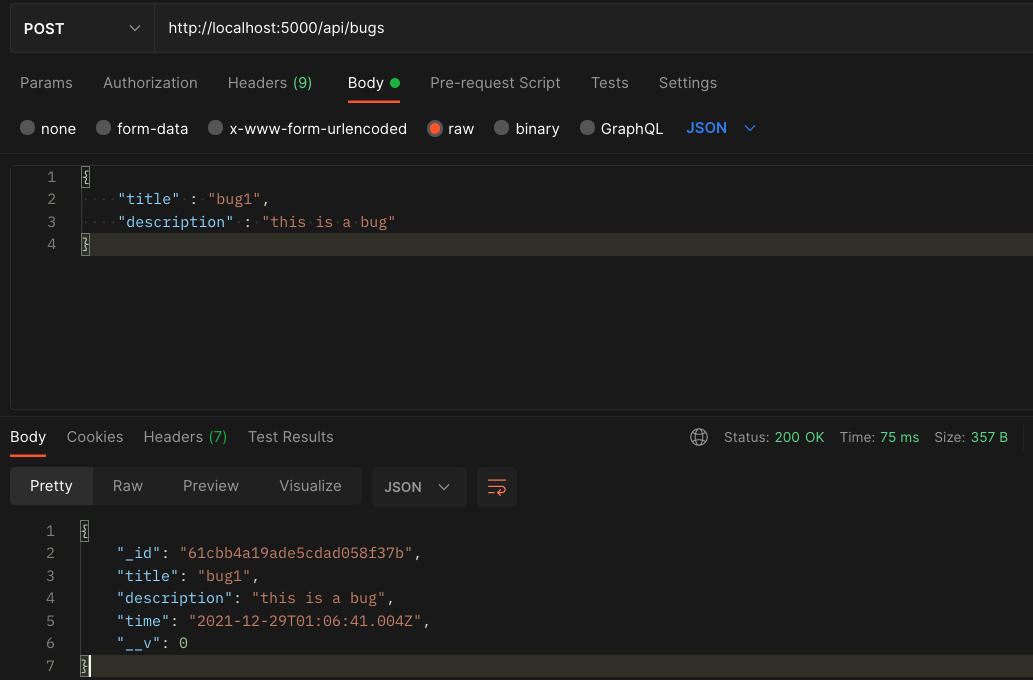 POST http://localhost:5000/api/bugs
Params Authorization Headers (9) Body Pre-request Script Tests Settings
none form-data x-www-form-urlencoded raw binary GraphQL JSON
1 {
2 "title" : "bug1",
3 "description" : "this is a bug"
4 }
Body Cookies Headers (7) Test Results Status: 200 OK Time: 75 ms Size: 357 B
Pretty Raw Preview Visualize JSON
1 {
2 "_id": "61cbb4a19ade5cdad058f37b",
3 "title": "bug1",
4 "description": "this is a bug",
5 "time": "2021-12-29T01:06:41.004Z",
6 "__v": 0
7 }